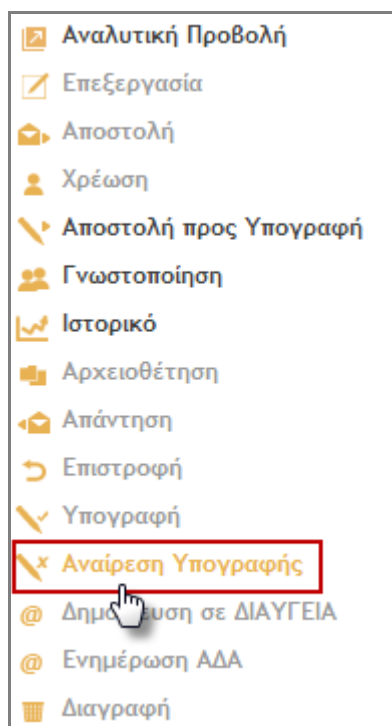 Αναλυτική Προβολή
Επεξεργασία
Αποστολή
Χρέωση
Αποστολή προς Υπογραφή
Γνωστοποίηση
Ιστορικό
Αρχειοθέτηση
Απάντηση
Επιστροφή
Υπογραφή
Αναίρεση Υπογραφής
σε ΔΙΑΥΓΕΙΑ
@ Ενημέρωση ΑΔΑ
Διαγραφή